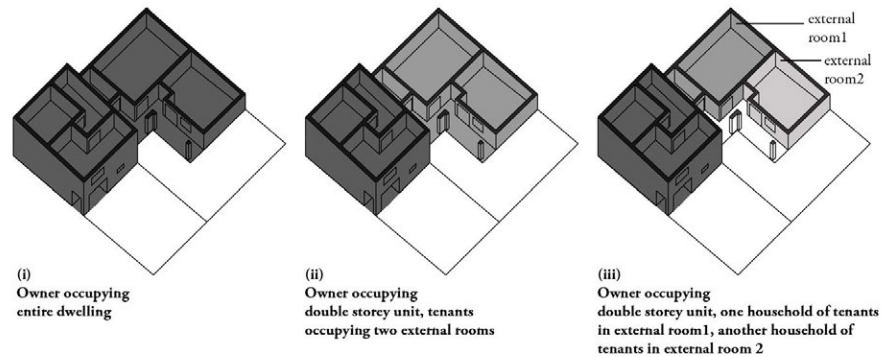 external
room1
external
room2
(i)
Owner occupying
entire dwelling
(ii)
Owner occupying
double storey unit, tenants
occupying two external rooms
(iii)
Owner occupying
double storey unit, one household of tenants
in external room1, another household of
tenants in external room 2